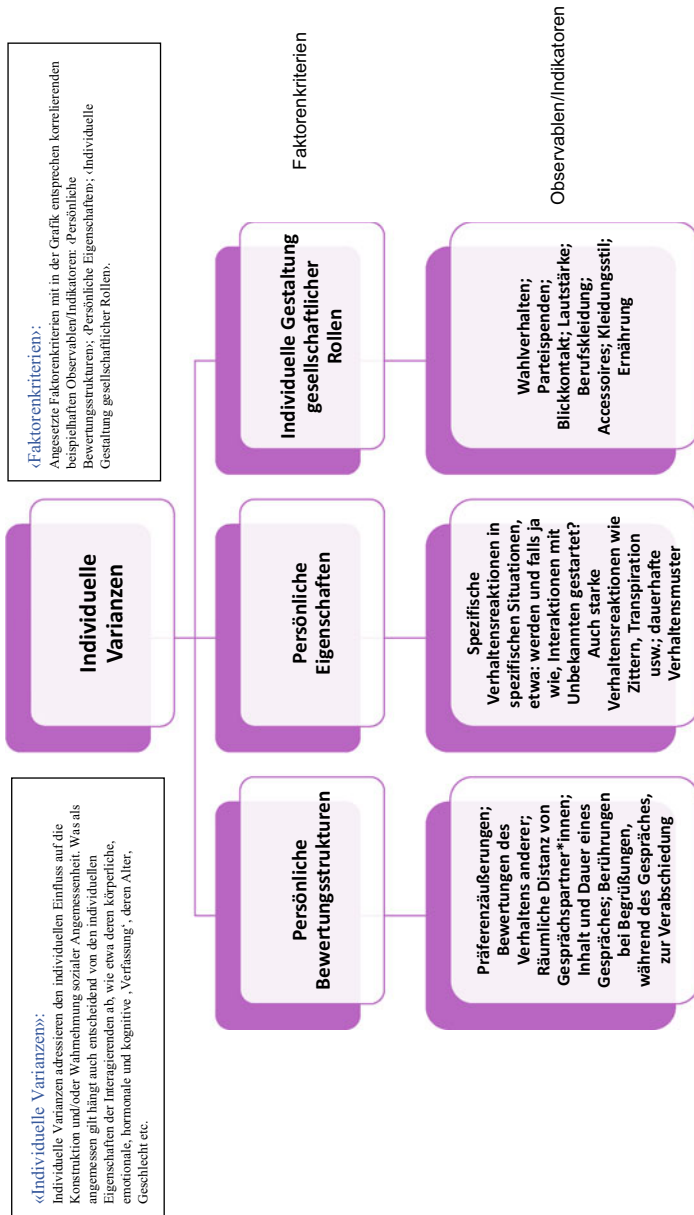 ‹‹Individuelle Varianzen››:
Individuelle Varianzen adressieren den individuellen Einfluss auf die
Konstruktion und/oder Wahrnehmung sozialer Angemessenheit. Was als
angemessen gilt hängt auch entscheidend von den individuellen
Eigenschaften der Interagierenden ab, wie etwa deren körperliche,
emotionale, hormonale und kognitive ‚Verfassung‘, deren Alter,
Geschlecht etc.
‹Faktorenkriterien›:
Angesetzte Faktorenkriterien mit in der Grafik entsprechen korrelierenden
beispielhaften Observablen/Indikatoren: ‹Persönliche
Bewertungsstrukturen›; ‹Persönliche Eigenschaften›; ‹Individuelle
Gestaltung gesellschaftlicher Rollen›.
Individuelle
Varianzen
Persönliche
Bewertungsstrukturen
Persönliche
Eigenschaften
Individuelle Gestaltung
gesellschaftlicher
Rollen
Faktorenkriterien
Präferenzäußerungen;
Bewertungen des
Verhaltens anderer;
Räumliche Distanz von
Gesprächspartner*innen;
Inhalt und Dauer eines
Gespräches; Berührungen
bei Begrüßungen,
während des Gespräches,
zur Verabschiedung
Spezifische
Verhaltensreaktionen in
spezifischen Situationen,
etwa: werden und falls ja
wie, Interaktionen mit
Unbekannten gestartet?
Auch starke
Verhaltensreaktionen wie
Zittern, Transpiration
usw.; dauerhafte
Verhaltensmuster
Wahlverhalten;
Parteispenden;
Blickkontakt; Lautstärke;
Berufskleidung;
Accessoires; Kleidungsstil;
Ernährung
Observablen/Indikatoren